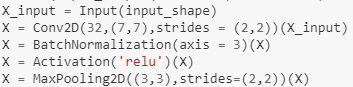 X_input = Input(input_shape)
X = Conv2D(32,(7,7),strides = (2,2))(X_input)
X = BatchNormalization(axis = 3)(X)
X = Activation('relu')(X)
X = MaxPooling2D((3,3),strides=(2,2))(X)